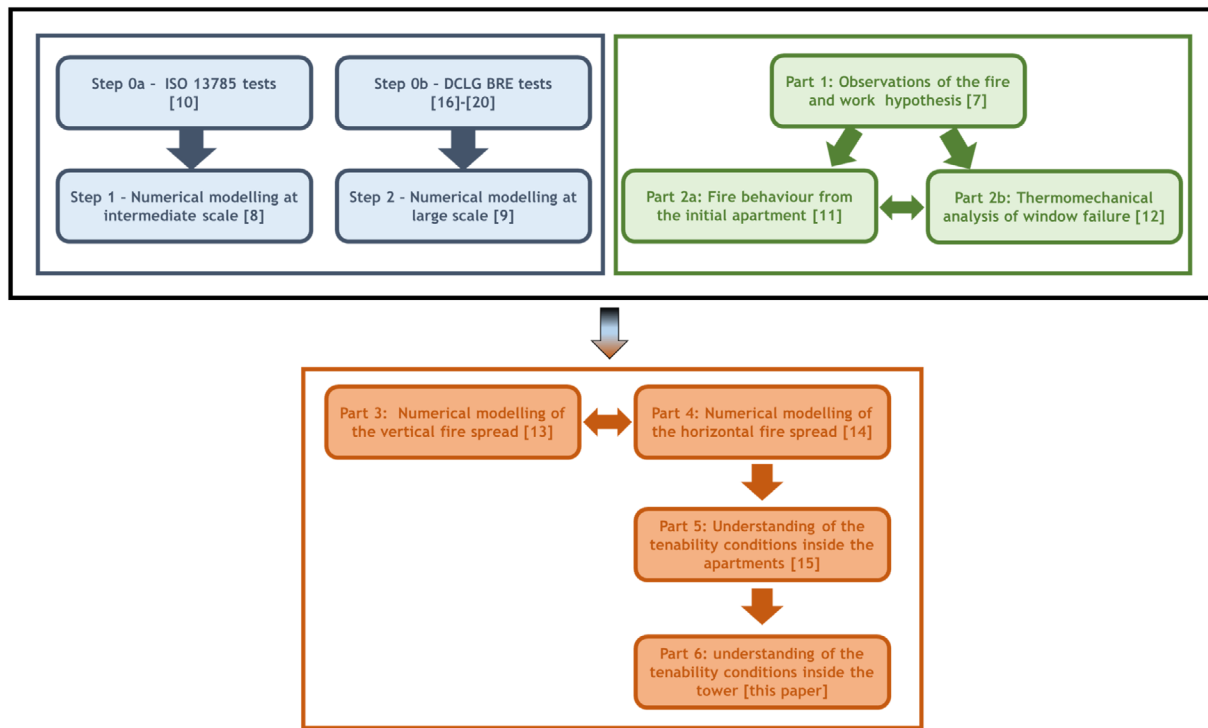 Step 0a - ISO 13785 tests
[10]
Step 0b - DCLG BRE tests
[16]-[20]
Step 1 - Numerical modelling at
intermediate scale [8]
Step 2 - Numerical modelling at
large scale [9]
Part 1: Observations of the fire
and work hypothesis [7]
Part 2a: Fire behaviour from
the initial apartment [11]
Part 2b: Thermomechanical
analysis of window failure [12]
Part 3: Numerical modelling of
the vertical fire spread [13]
Part 4: Numerical modelling of
the horizontal fire spread [14]
Part 5: Understanding of the
tenability conditions inside the
apartments [15]
Part 6: understanding of the
tenability conditions inside the
tower [this paper]